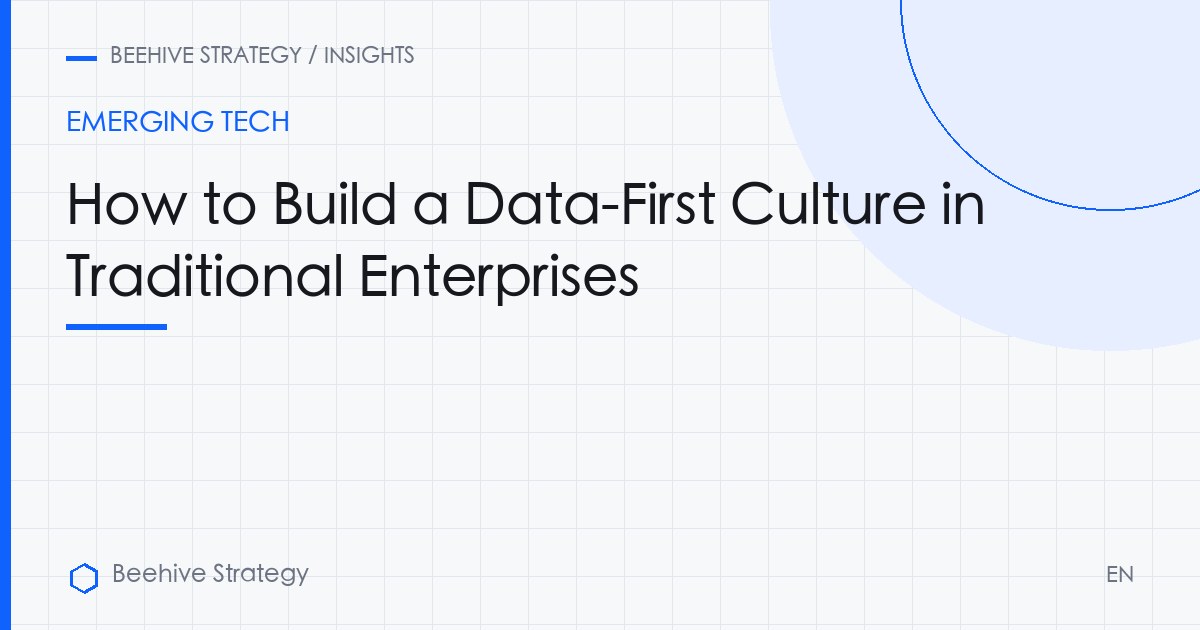 BEEHIVE STRATEGY / INSIGHTS
EMERGING TECH
How to Build a Data-First Culture in
Traditional Enterprises
Beehive Strategy
EN